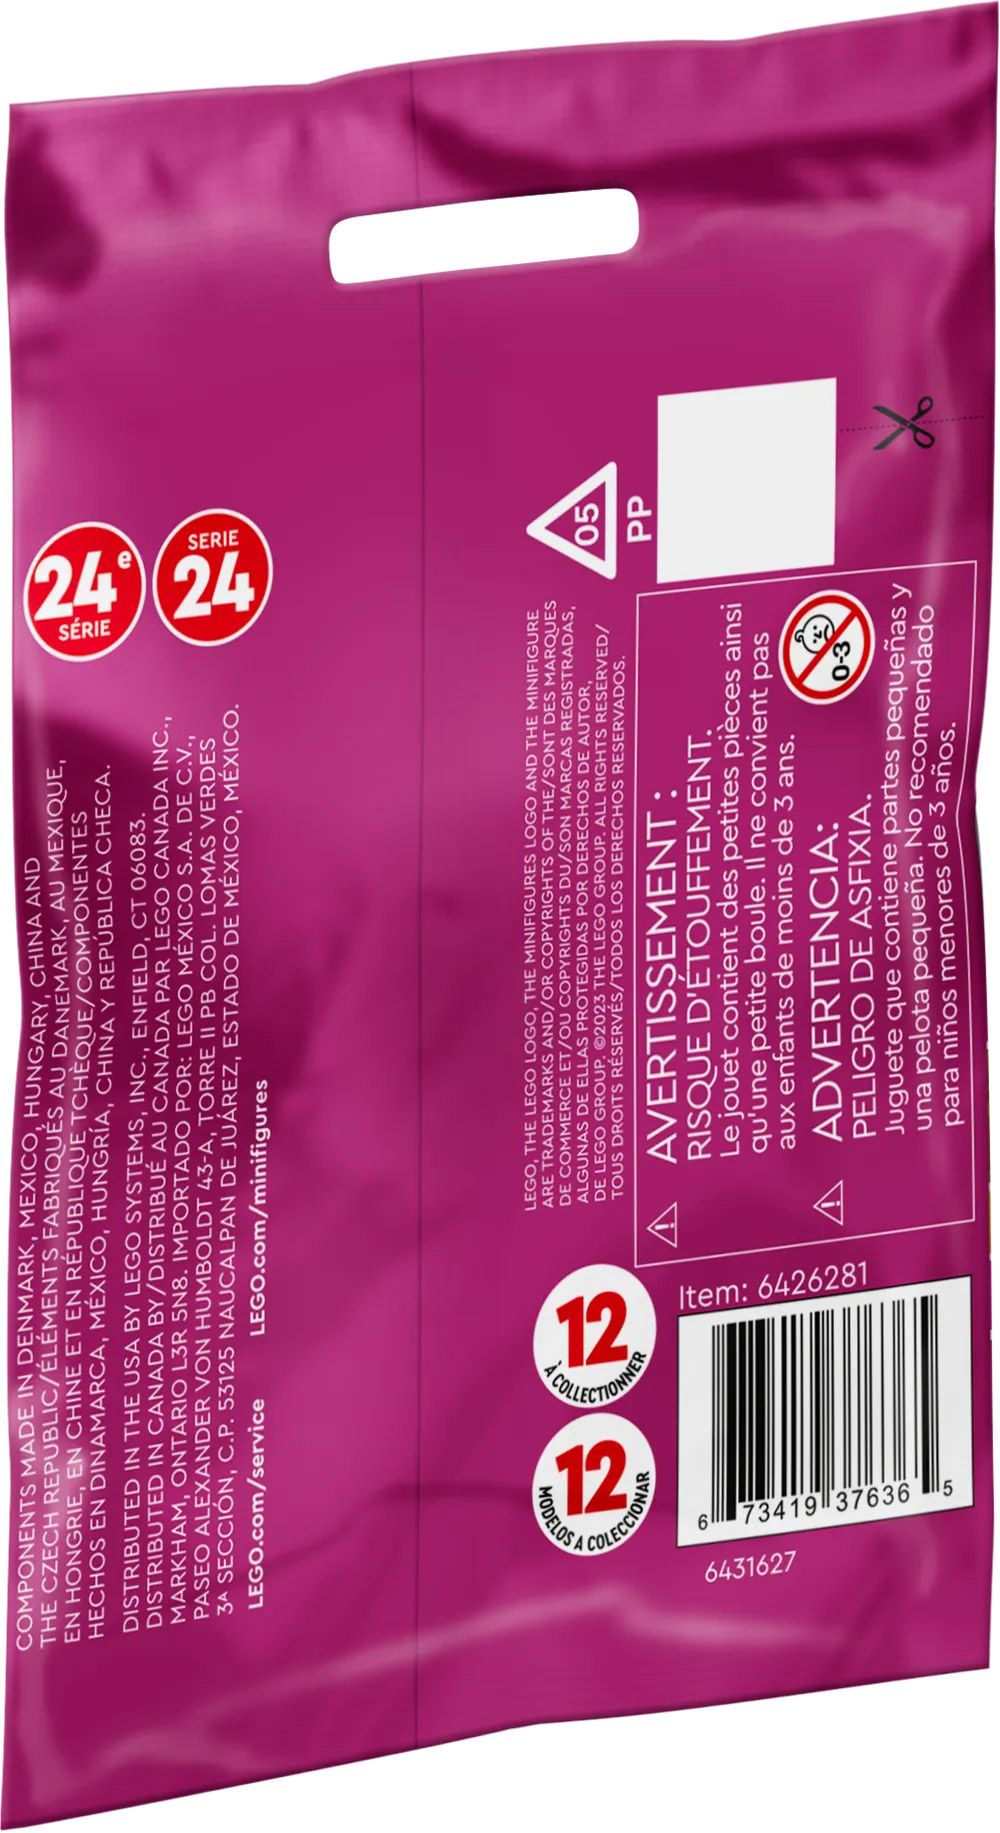 24e
SÉRIE
SERIE
24
COMPONENTS MADE IN DENMARK, MEXICO, HUNGARY, CHINA AND
THE CZECH REPUBLIC/ÉLÉMENTS FABRIQUÉS AU DANEMARK, AU MEXIQUE,
EN HONGRIE, EN CHINE ET EN RÉPUBLIQUE TCHÈQUE/COMPONENTES
HECHOS EN DINAMARCA, MÉXICO, HUNGRÍA, CHINA Y REPÚBLICA CHECA.
DISTRIBUTED IN THE USA BY LEGO SYSTEMS, INC., ENFIELD, CT 06083.
DISTRIBUTED IN CANADA BY/DISTRIBUÉ AU CANADA PAR LEGO CANADA INC.,
MARKHAM, ONTARIO L3R 5N8. IMPORTADO POR: LEGO MÉXICO S.A. DE C.V.,
PASEO ALEXANDER VON HUMBOLDT 43-A, TORRE II PB COL. LOMAS VERDES
3ᴬ SECCIÓN, C.P. 53125 NAUCALPAN DE JUÁREZ, ESTADO DE MÉXICO, MÉXICO.
LEGO.com/service LEGO.com/minifigures
05
PP
LEGO, THE LEGO LOGO, THE MINIFIGURES LOGO AND THE MINIFIGURE
ARE TRADEMARKS AND/OR COPYRIGHTS OF THE/SONT DES MARQUES
DE COMMERCE ET/OU COPYRIGHTS DU/SON MARCAS REGISTRADAS,
ALGUNAS DE ELLAS PROTEGIDAS POR DERECHOS DE AUTOR,
DE LEGO GROUP. ©2023 THE LEGO GROUP. ALL RIGHTS RESERVED/
TOUS DROITS RÉSERVÉS/TODOS LOS DERECHOS RESERVADOS.
AVERTISSEMENT :
RISQUE D'ÉTOUFFEMENT.
Le jouet contient des petites pièces ainsi
qu'une petite boule. Il ne convient pas
aux enfants de moins de 3 ans.
0-3
ADVERTENCIA:
PELIGRO DE ASFIXIA.
Juguete que contiene partes pequeñas y
una pelota pequeña. No recomendado
para niños menores de 3 años.
12
À COLLECTIONNER
12
MODELOS A COLECCIONAR
Item: 6426281
6 73419 37636 5
6431627